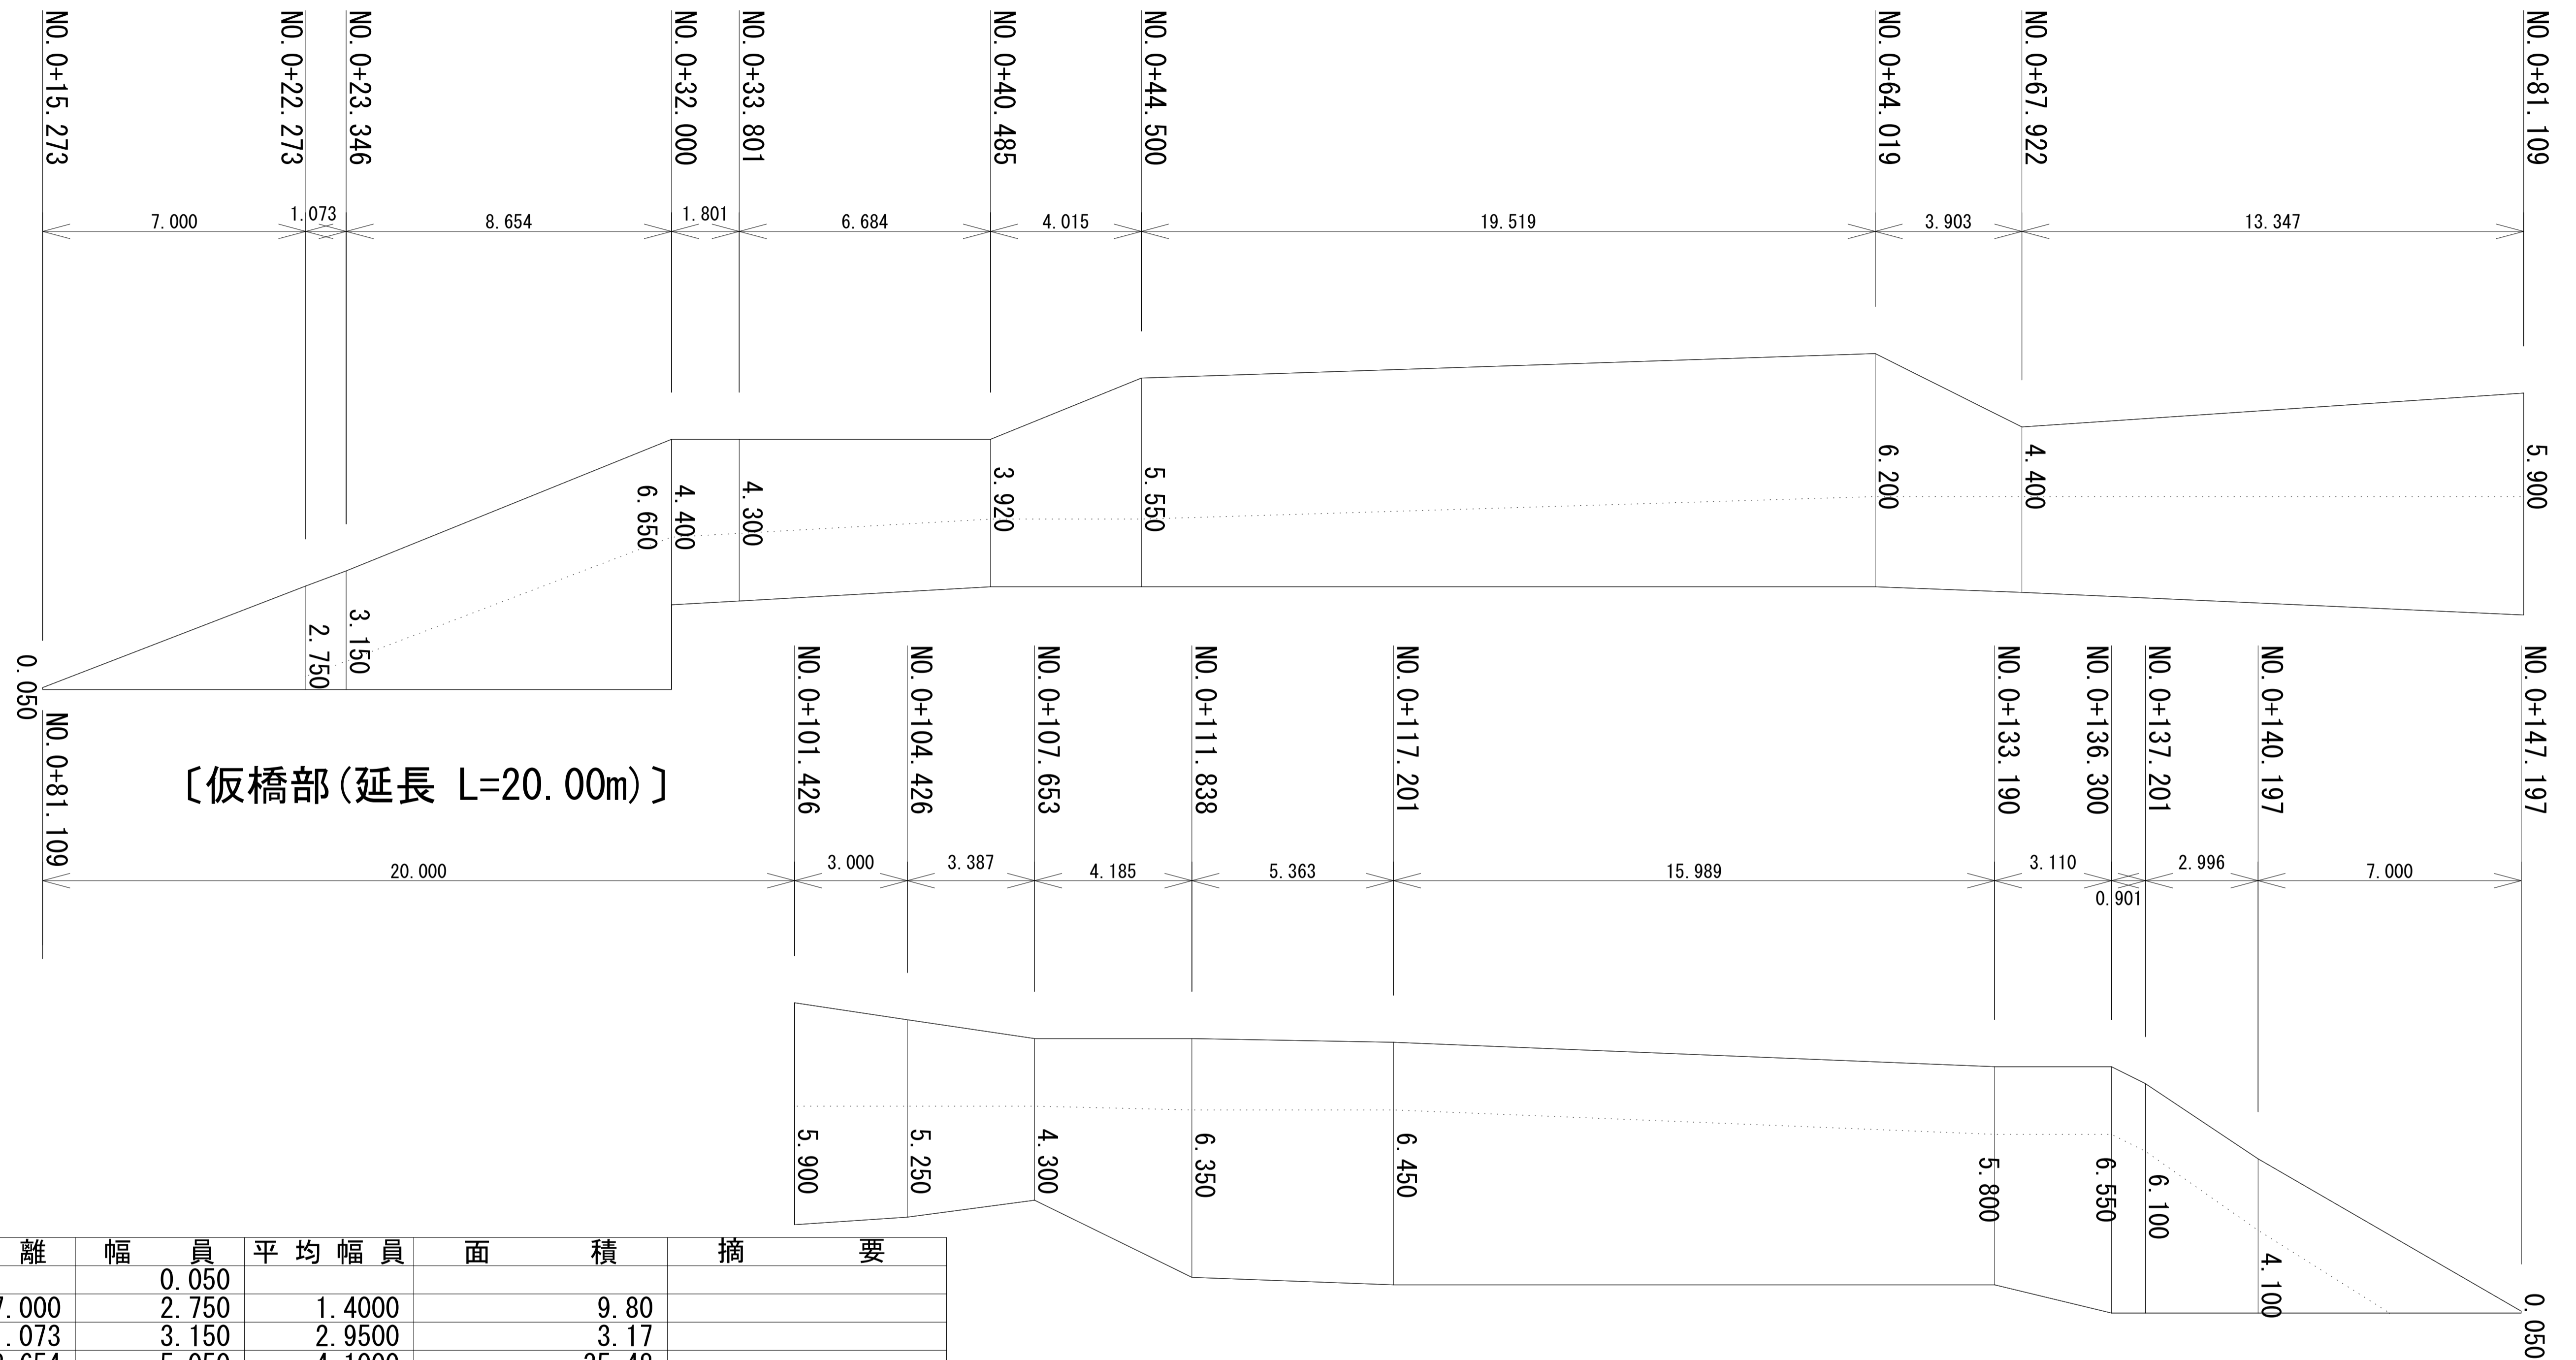 NO. 0+15. 273
NO. 0+22. 273
NO. 0+23. 346
NO. 0+32. 000
NO. 0+33. 801
NO. 0+40. 485
NO. 0+44. 500
NO. 0+64. 019
NO. 0+67. 922
NO. 0+81. 109
7. 000
1. 073
8. 654
1. 801
6. 684
4. 015
19. 519
3. 903
13. 347
0. 050
2. 750
3. 150
6. 650
4. 400
4. 300
3. 920
5. 550
6. 200
4. 400
5. 900
NO. 0+81. 109
〔仮橋部(延長 L=20. 00m)〕
NO. 0+101. 426
NO. 0+104. 426
NO. 0+107. 653
NO. 0+111. 838
NO. 0+117. 201
NO. 0+133. 190
NO. 0+136. 300
NO. 0+137. 201
NO. 0+140. 197
NO. 0+147. 197
20. 000
3. 000
3. 387
4. 185
5. 363
15. 989
3. 110
0. 901
2. 996
7. 000
5. 900
5. 250
4. 300
6. 350
6. 450
5. 800
6. 550
6. 100
4. 100
0. 050
離 幅 員 平 均 幅 員 面 積 摘 要
0. 050
7. 000 2. 750 1. 4000 9. 80
. 073 3. 150 2. 9500 3. 17